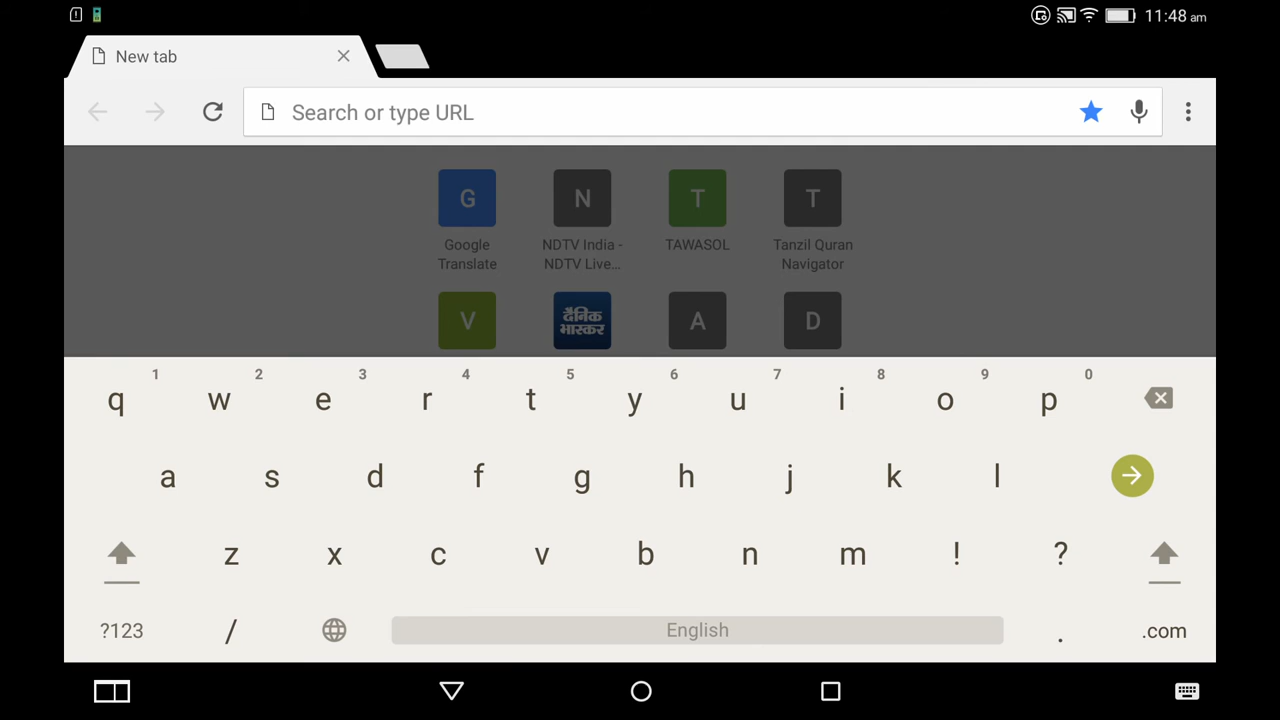 11:48 am
New tab
Search or type URL
G N T T
Google Translate
NDTV India - NDTV Live...
TAWASOL
Tanzil Quran Navigator
V दैनिक भास्कर A D
1 2 3 4 5 6 7 8 9 0
q w e r t y u i o p
a s d f g h j k l
z x c v b n m ! ?
?123 / English . .com